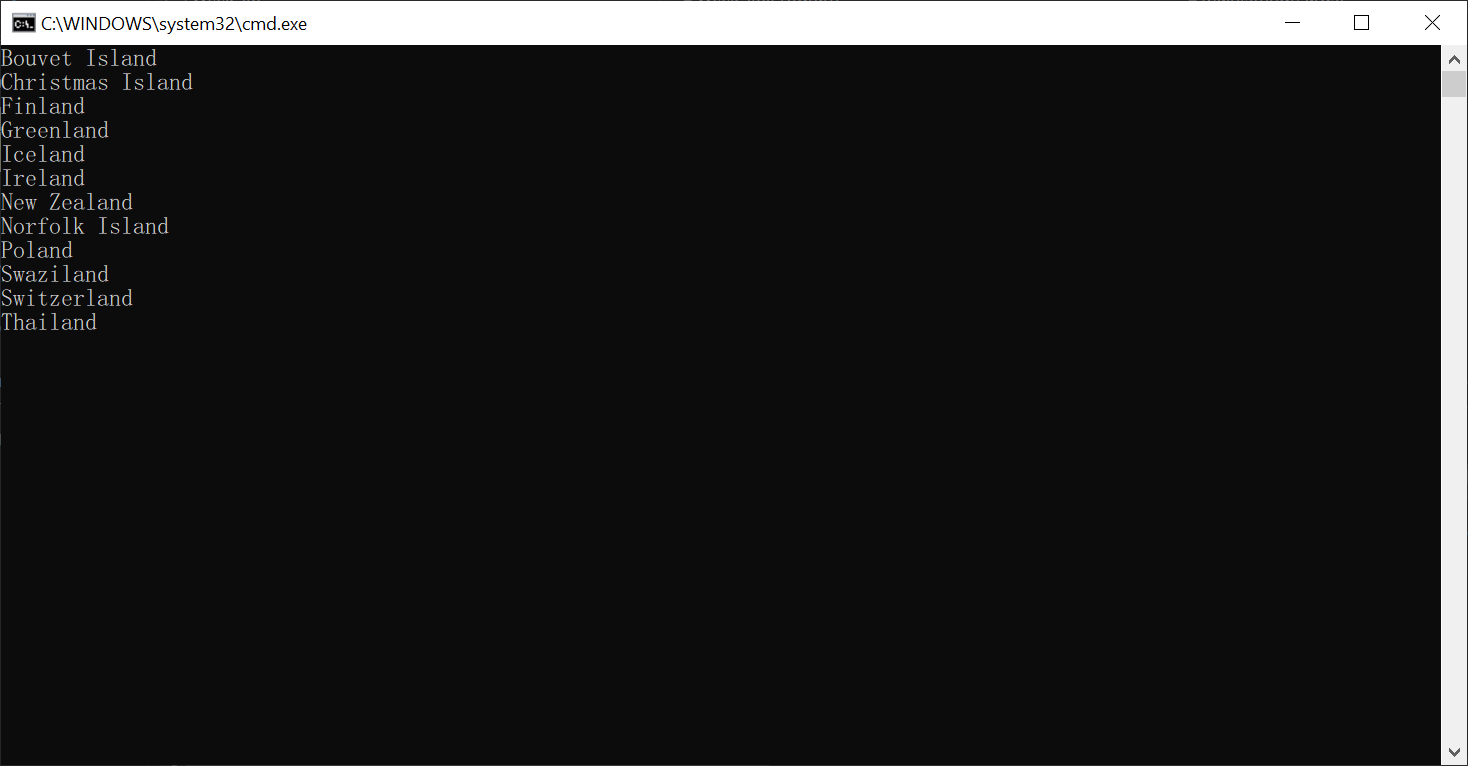 C:\WINDOWS\system32\cmd.exe
Bouvet Island
Christmas Island
Finland
Greenland
Iceland
Ireland
New Zealand
Norfolk Island
Poland
Swaziland
Switzerland
Thailand